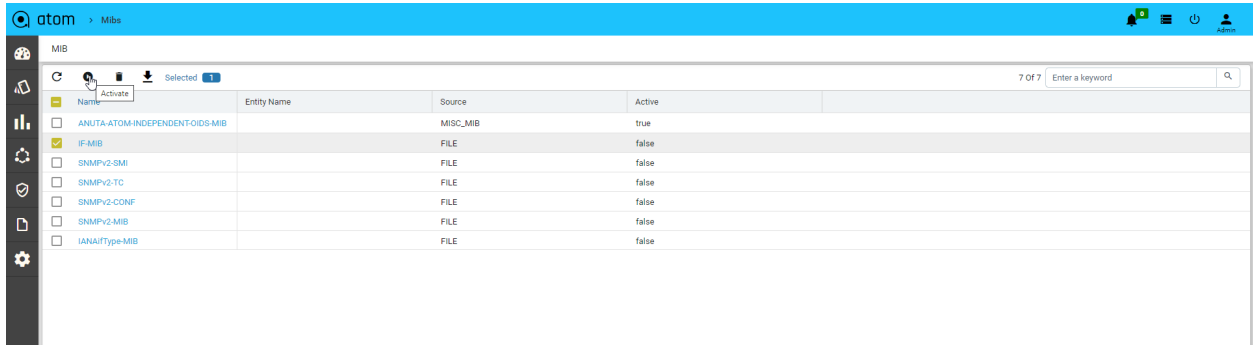 atom > Mibs
0
Admin
MIB
Selected 1
7 Of 7 Enter a keyword
Activate
Name Entity Name Source Active
ANUTA-ATOM-INDEPENDENT-OIDS-MIB MISC_MIB true
IF-MIB FILE false
SNMPv2-SMI FILE false
SNMPv2-TC FILE false
SNMPv2-CONF FILE false
SNMPv2-MIB FILE false
IANAifType-MIB FILE false